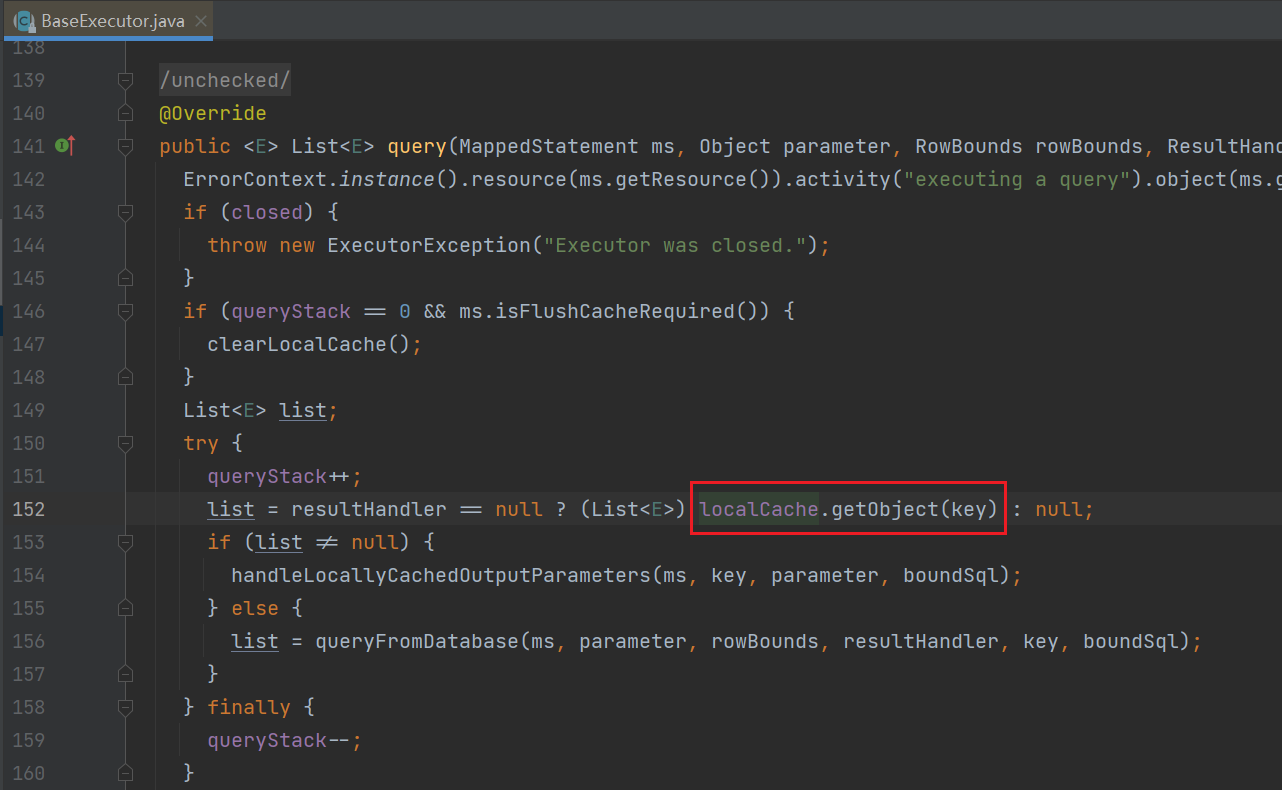 BaseExecutor.java
138
139 /unchecked/
140 @Override
141 public <E> List<E> query(MappedStatement ms, Object parameter, RowBounds rowBounds, ResultHand
142 ErrorContext.instance().resource(ms.getResource()).activity("executing a query").object(ms.g
143 if (closed) {
144 throw new ExecutorException("Executor was closed.");
145 }
146 if (queryStack == 0 && ms.isFlushCacheRequired()) {
147 clearLocalCache();
148 }
149 List<E> list;
150 try {
151 queryStack++;
152 list = resultHandler == null ? (List<E>) localCache.getObject(key) : null;
153 if (list != null) {
154 handleLocallyCachedOutputParameters(ms, key, parameter, boundSql);
155 } else {
156 list = queryFromDatabase(ms, parameter, rowBounds, resultHandler, key, boundSql);
157 }
158 } finally {
159 queryStack--;
160 }